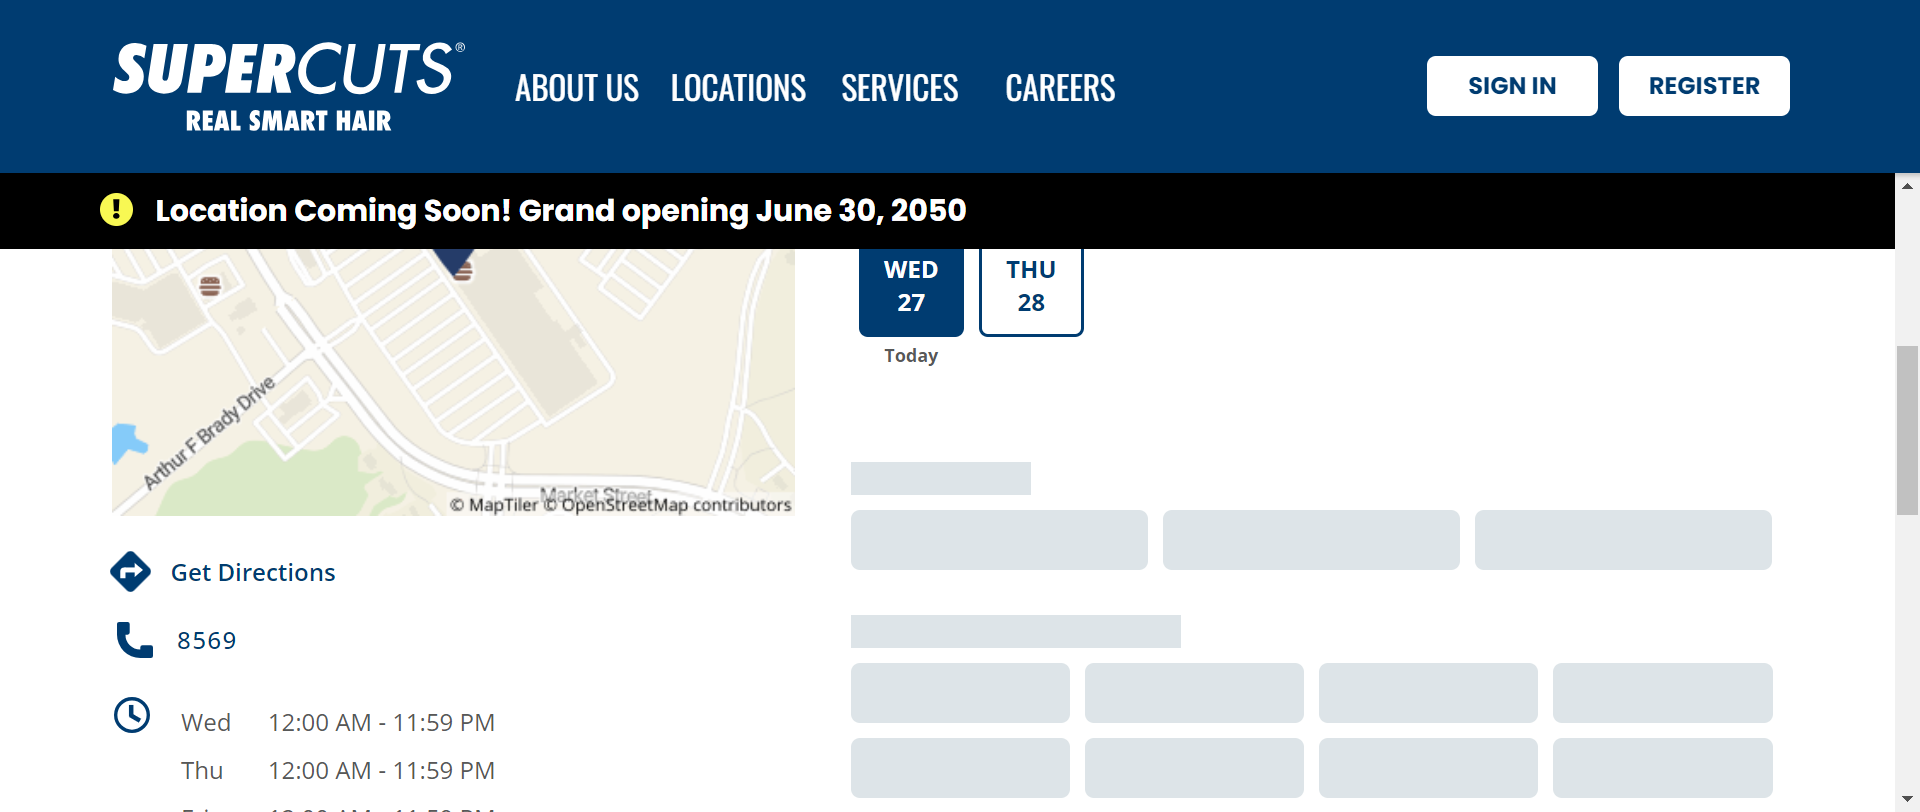 SUPERCUTS®
REAL SMART HAIR
ABOUT US
LOCATIONS
SERVICES
CAREERS
SIGN IN
REGISTER
Location Coming Soon! Grand opening June 30, 2050
Arthur F Brady Drive
Market Street
© MapTiler © OpenStreetMap contributors
WED
27
Today
THU
28
Get Directions
8569
Wed 12:00 AM - 11:59 PM
Thu 12:00 AM - 11:59 PM